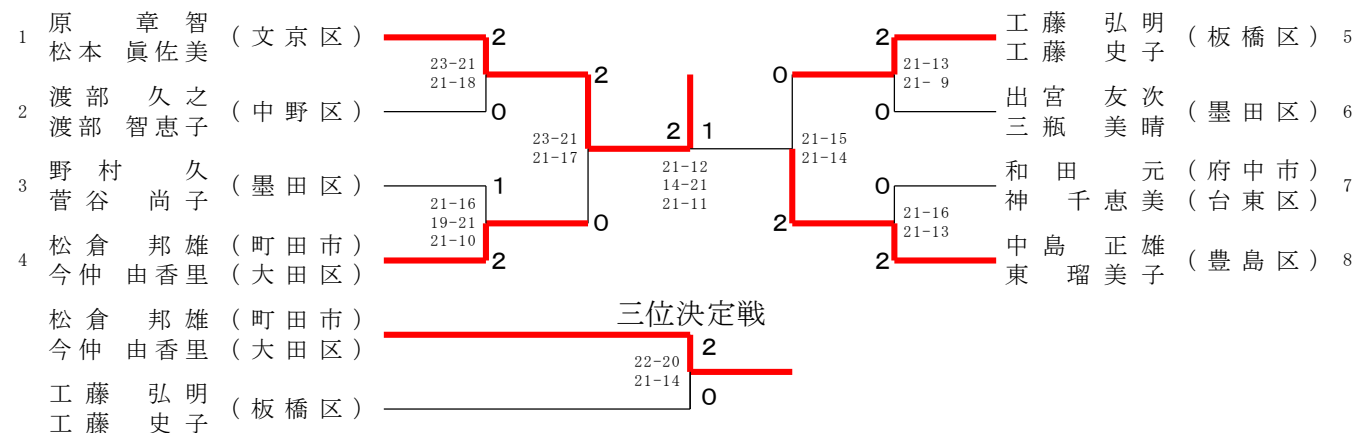 1 原 章智 (文京区) 2
松本 眞佐美
23-21
21-18
2 渡部 久之 (中野区) 0
渡部 智恵子
2
23-21
21-17
0
3 野村 久 (墨田区) 1
菅谷 尚子
21-16
19-21
21-10
4 松倉 邦雄 (町田市) 2
今仲 由香里 (大田区)
2 1
21-12
14-21
21-11
2 工藤 弘明 (板橋区) 5
工藤 史子
21-13
21- 9
0 出宮 友次 (墨田区) 6
三瓶 美晴
0
21-15
21-14
2
0 和田 元 (府中市) 7
神 千恵美 (台東区)
21-16
21-13
2 中島 正雄 (豊島区) 8
東 瑠美子
三位決定戦
松倉 邦雄 (町田市) 2
今仲 由香里 (大田区)
22-20
21-14
工藤 弘明 (板橋区) 0
工藤 史子